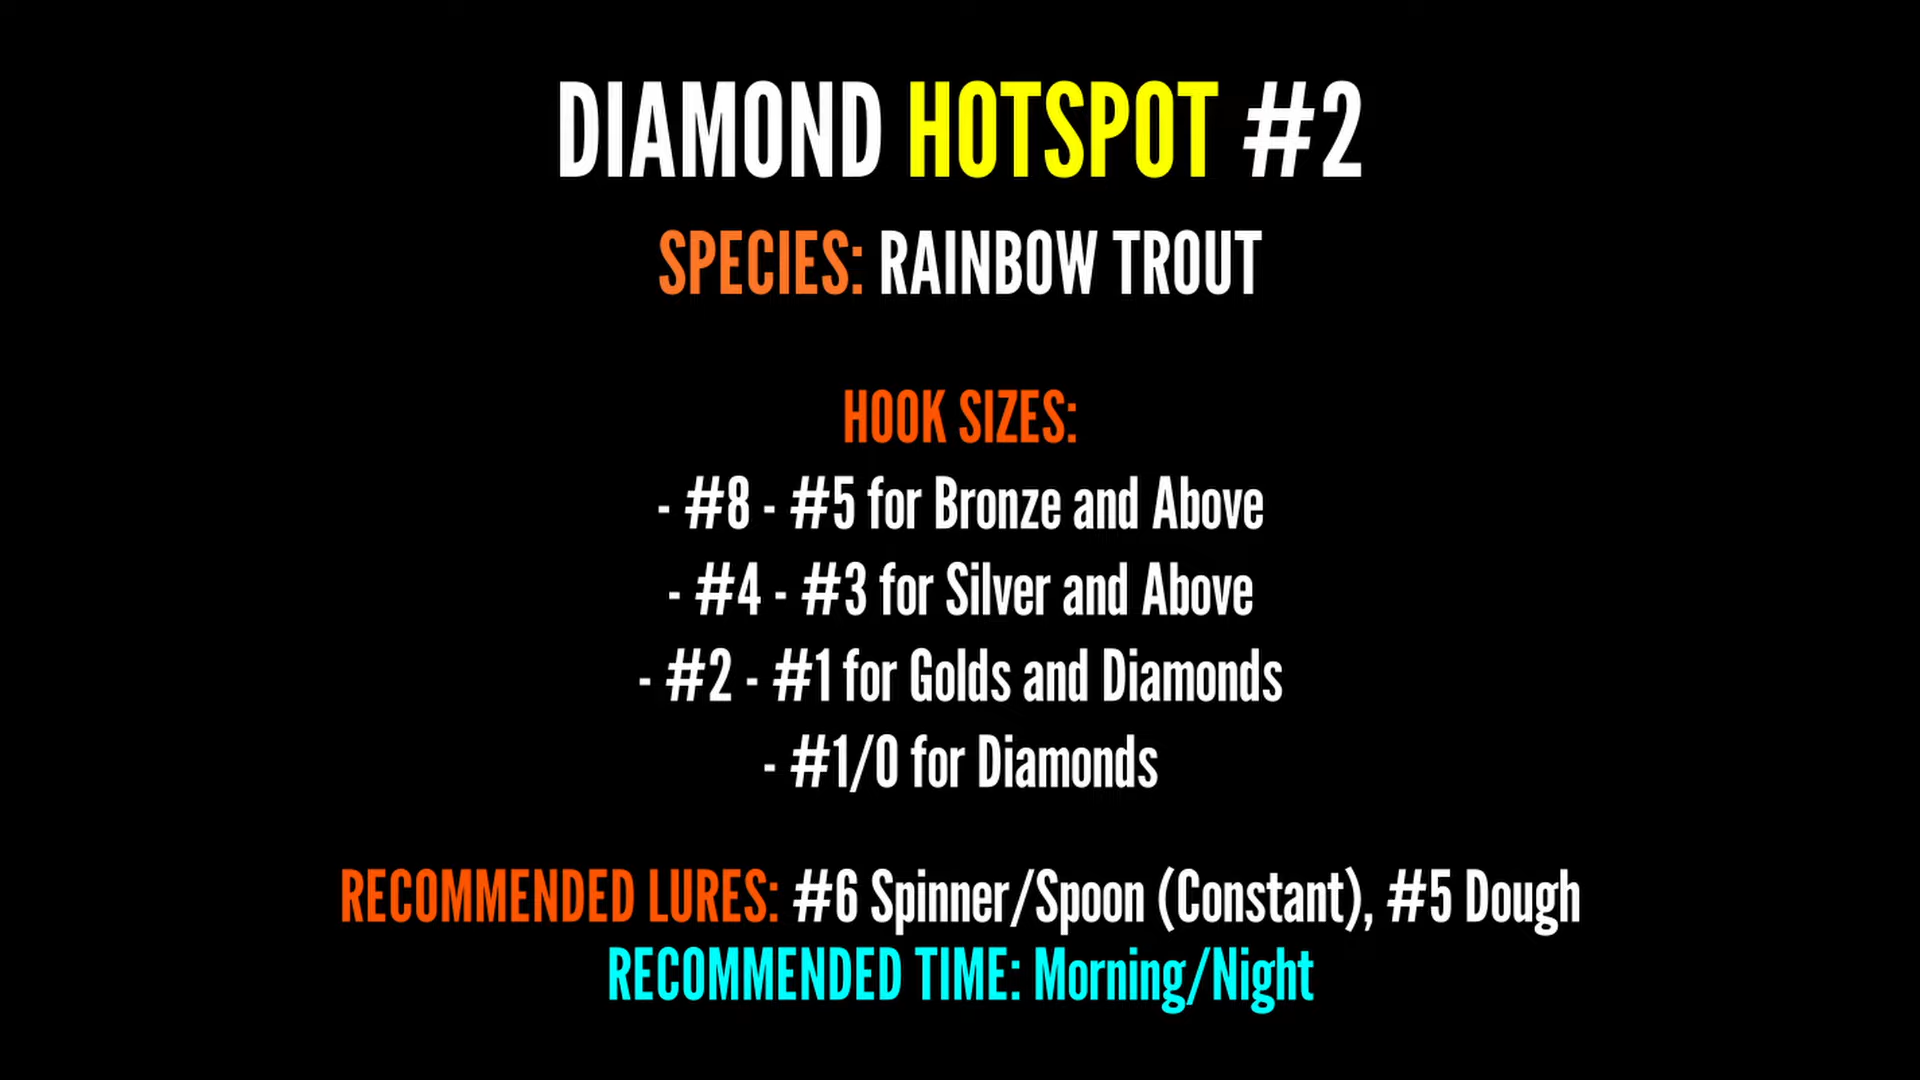 DIAMOND HOTSPOT #2
SPECIES: RAINBOW TROUT
HOOK SIZES:
- #8 - #5 for Bronze and Above
- #4 - #3 for Silver and Above
- #2 - #1 for Golds and Diamonds
- #1/0 for Diamonds
RECOMMENDED LURES: #6 Spinner/Spoon (Constant), #5 Dough
RECOMMENDED TIME: Morning/Night